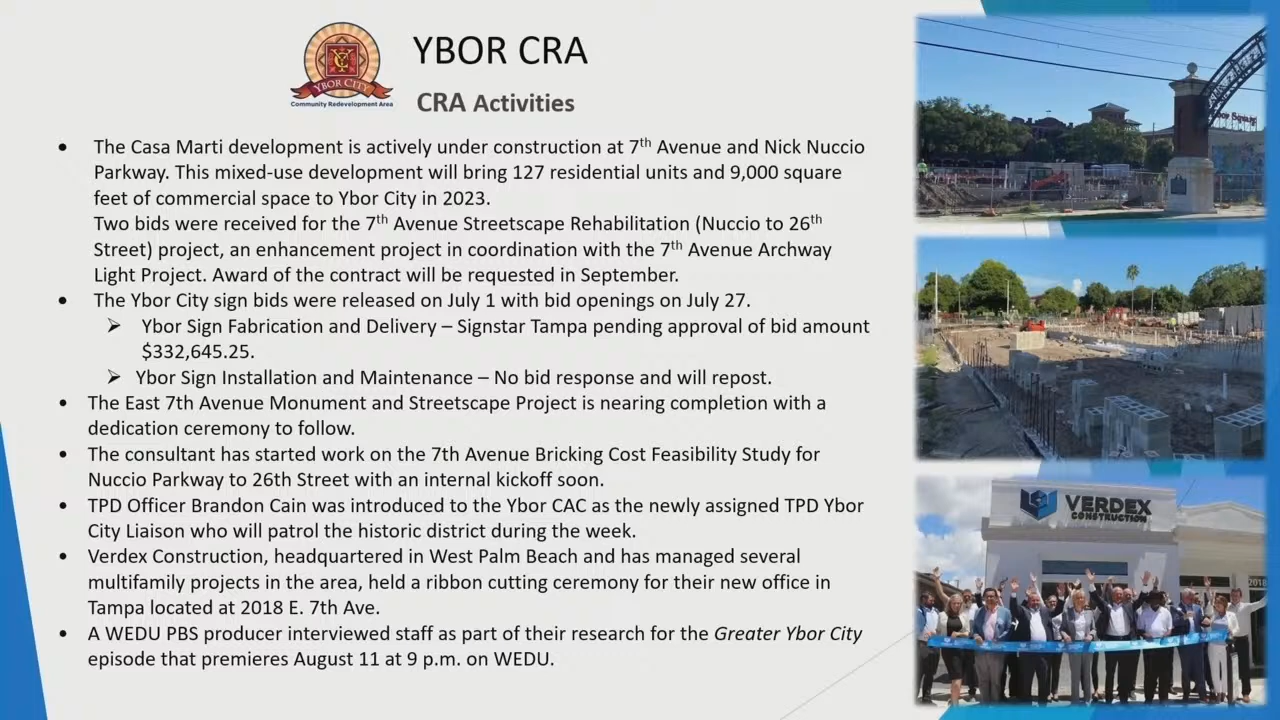 YBOR CITY
Community Redevelopment Area
YBOR CRA
CRA Activities
• The Casa Marti development is actively under construction at 7th Avenue and Nick Nuccio
Parkway. This mixed-use development will bring 127 residential units and 9,000 square
feet of commercial space to Ybor City in 2023.
Two bids were received for the 7th Avenue Streetscape Rehabilitation (Nuccio to 26th
Street) project, an enhancement project in coordination with the 7th Avenue Archway
Light Project. Award of the contract will be requested in September.
• The Ybor City sign bids were released on July 1 with bid openings on July 27.
➢ Ybor Sign Fabrication and Delivery – Signstar Tampa pending approval of bid amount
$332,645.25.
➢ Ybor Sign Installation and Maintenance – No bid response and will repost.
• The East 7th Avenue Monument and Streetscape Project is nearing completion with a
dedication ceremony to follow.
• The consultant has started work on the 7th Avenue Bricking Cost Feasibility Study for
Nuccio Parkway to 26th Street with an internal kickoff soon.
• TPD Officer Brandon Cain was introduced to the Ybor CAC as the newly assigned TPD Ybor
City Liaison who will patrol the historic district during the week.
• Verdex Construction, headquartered in West Palm Beach and has managed several
multifamily projects in the area, held a ribbon cutting ceremony for their new office in
Tampa located at 2018 E. 7th Ave.
• A WEDU PBS producer interviewed staff as part of their research for the Greater Ybor City
episode that premieres August 11 at 9 p.m. on WEDU.
VERDEX
CONSTRUCTION
2018